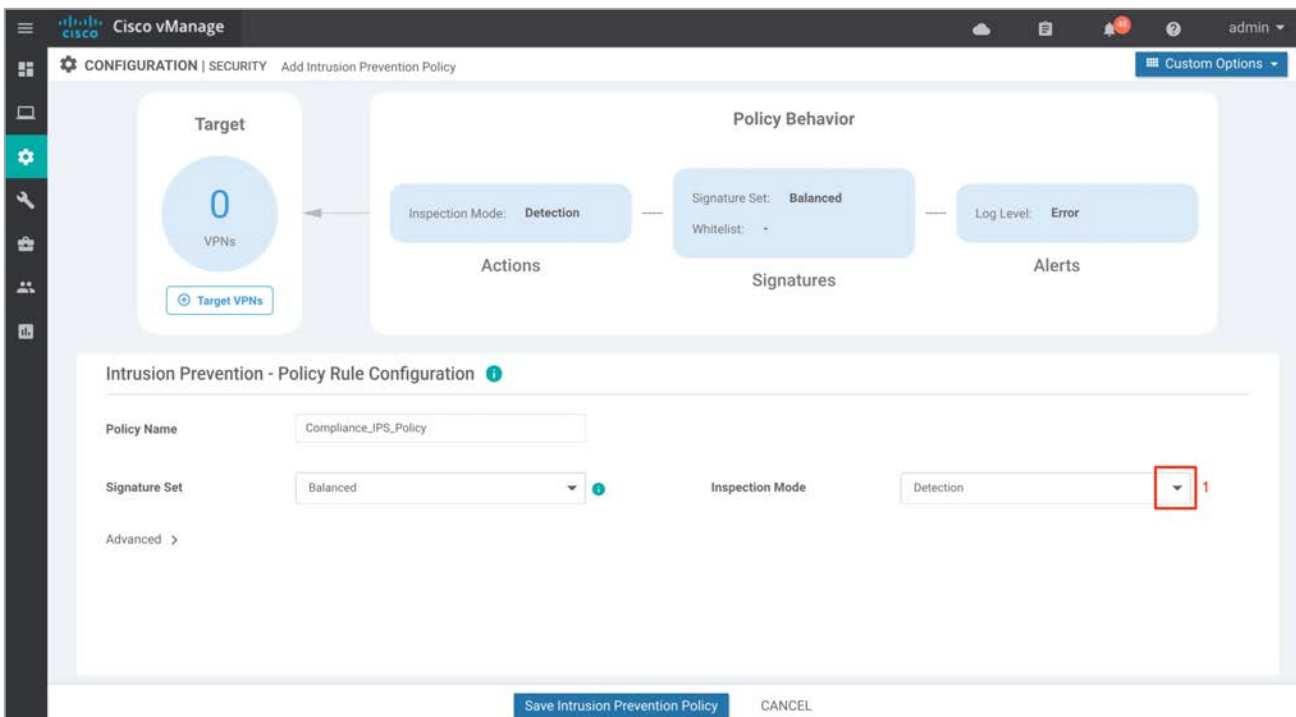 cisco Cisco vManage 48 admin
CONFIGURATION | SECURITY Add Intrusion Prevention Policy Custom Options
Target
0
VPNs
Target VPNs
Policy Behavior
Inspection Mode: Detection
Actions
Signature Set: Balanced
Whitelist: -
Signatures
Log Level: Error
Alerts
Intrusion Prevention - Policy Rule Configuration
Policy Name Compliance_IPS_Policy
Signature Set Balanced Inspection Mode Detection 1
Advanced >
Save Intrusion Prevention Policy CANCEL